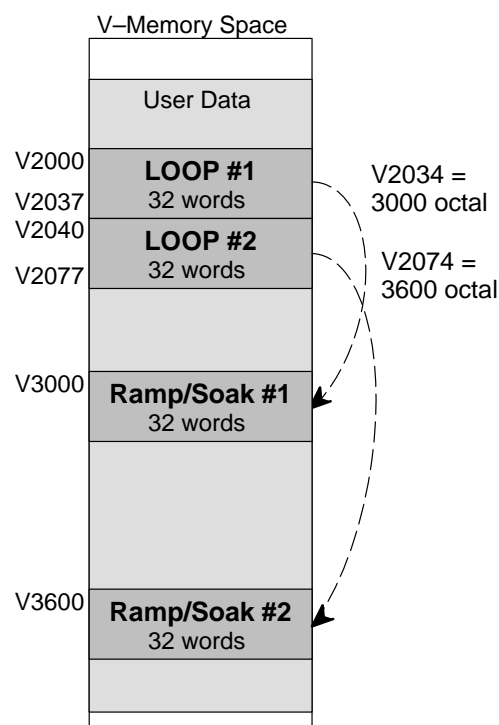 V–Memory Space
User Data
V2000
LOOP #1
V2034 =
3000 octal
V2037
32 words
V2040
LOOP #2
V2074 =
3600 octal
V2077
32 words
V3000
Ramp/Soak #1
32 words
V3600
Ramp/Soak #2
32 words